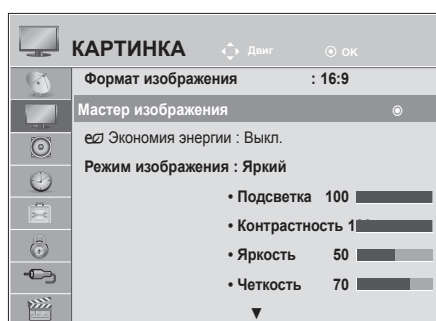 КАРТИНКА Двиг ОК
Формат изображения : 16:9
Мастер изображения
Экономия энергии : Выкл.
Режим изображения : Яркий
• Подсветка 100
• Контрастность 1
• Яркость 50
• Четкость 70